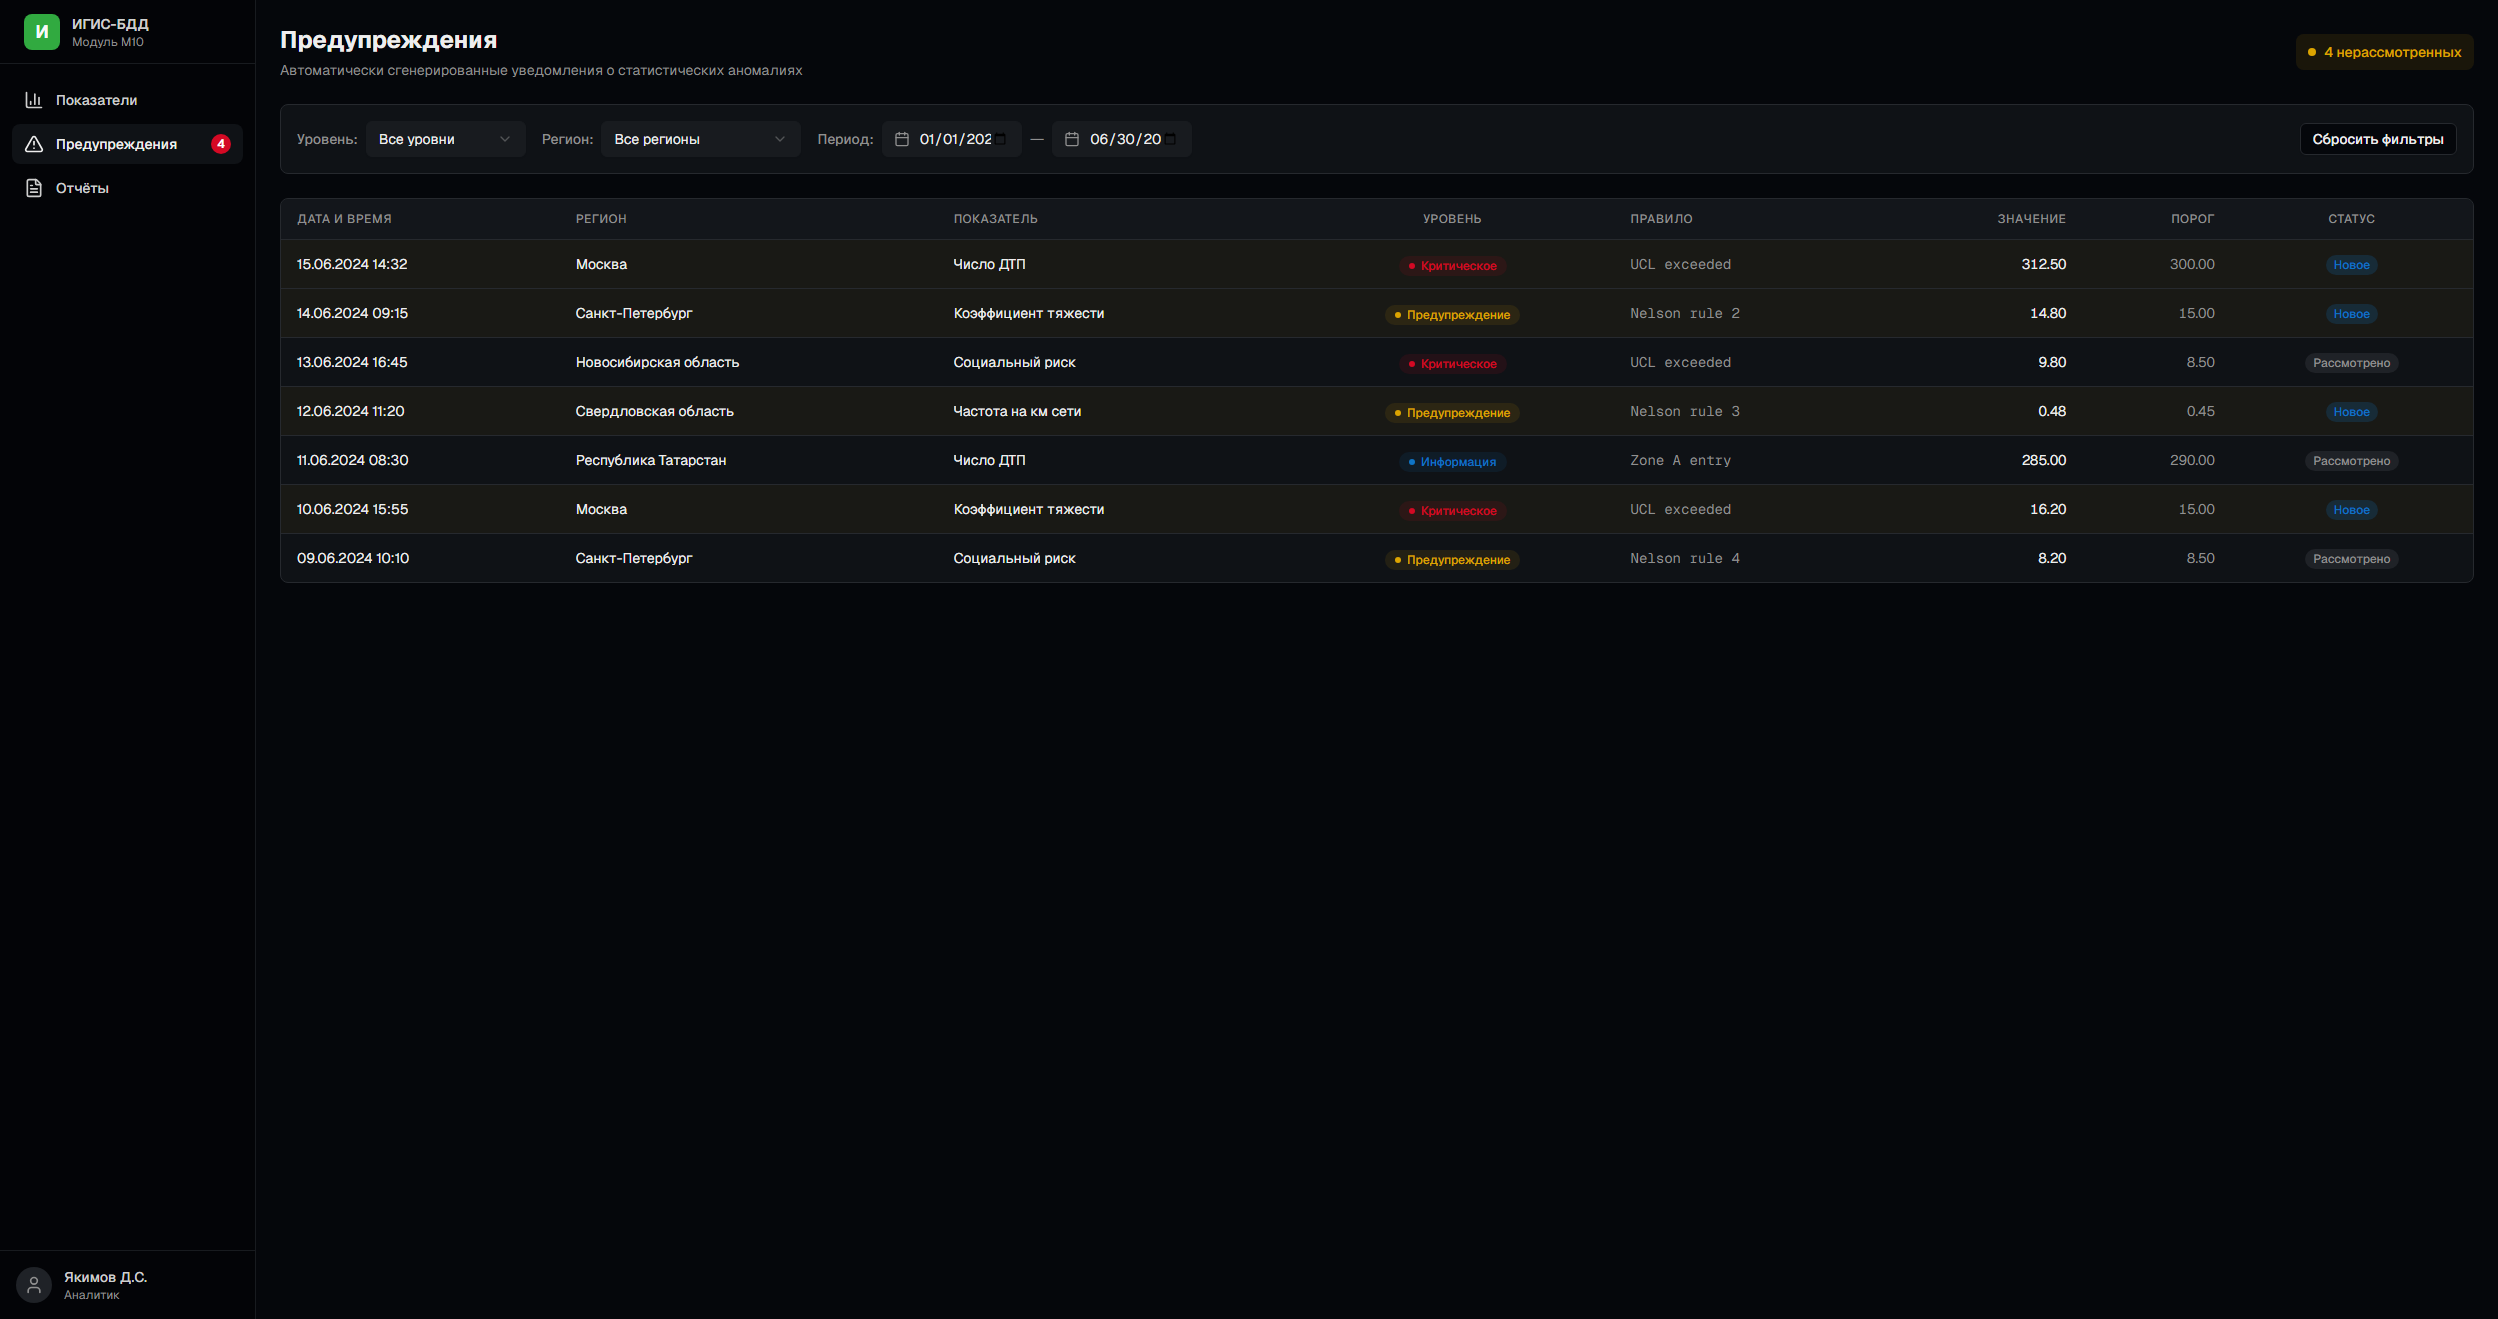 И
ИГИС-БДД
Модуль М10
Показатели
Предупреждения 4
Отчёты
Предупреждения
Автоматически сгенерированные уведомления о статистических аномалиях
4 нерассмотренных
Уровень: Все уровни Регион: Все регионы Период: 01/01/202 — 06/30/20 Сбросить фильтры
ДАТА И ВРЕМЯ РЕГИОН ПОКАЗАТЕЛЬ УРОВЕНЬ ПРАВИЛО ЗНАЧЕНИЕ ПОРОГ СТАТУС
15.06.2024 14:32 Москва Число ДТП Критическое UCL exceeded 312.50 300.00 Новое
14.06.2024 09:15 Санкт-Петербург Коэффициент тяжести Предупреждение Nelson rule 2 14.80 15.00 Новое
13.06.2024 16:45 Новосибирская область Социальный риск Критическое UCL exceeded 9.80 8.50 Рассмотрено
12.06.2024 11:20 Свердловская область Частота на км сети Предупреждение Nelson rule 3 0.48 0.45 Новое
11.06.2024 08:30 Республика Татарстан Число ДТП Информация Zone A entry 285.00 290.00 Рассмотрено
10.06.2024 15:55 Москва Коэффициент тяжести Критическое UCL exceeded 16.20 15.00 Новое
09.06.2024 10:10 Санкт-Петербург Социальный риск Предупреждение Nelson rule 4 8.20 8.50 Рассмотрено
Якимов Д.С.
Аналитик